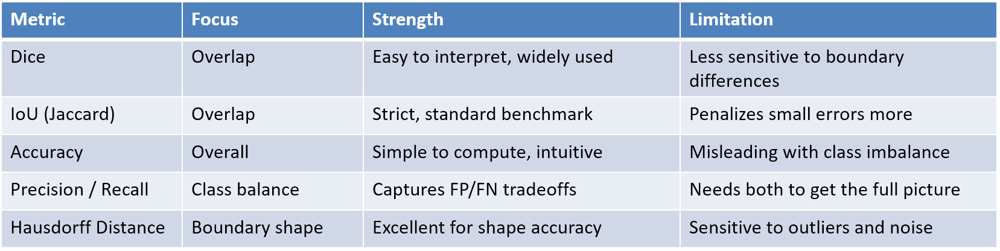 Metric Focus Strength Limitation
Dice Overlap Easy to interpret, widely used Less sensitive to boundary
differences
IoU (Jaccard) Overlap Strict, standard benchmark Penalizes small errors more
Accuracy Overall Simple to compute, intuitive Misleading with class imbalance
Precision / Recall Class balance Captures FP/FN tradeoffs Needs both to get the full picture
Hausdorff Distance Boundary shape Excellent for shape accuracy Sensitive to outliers and noise